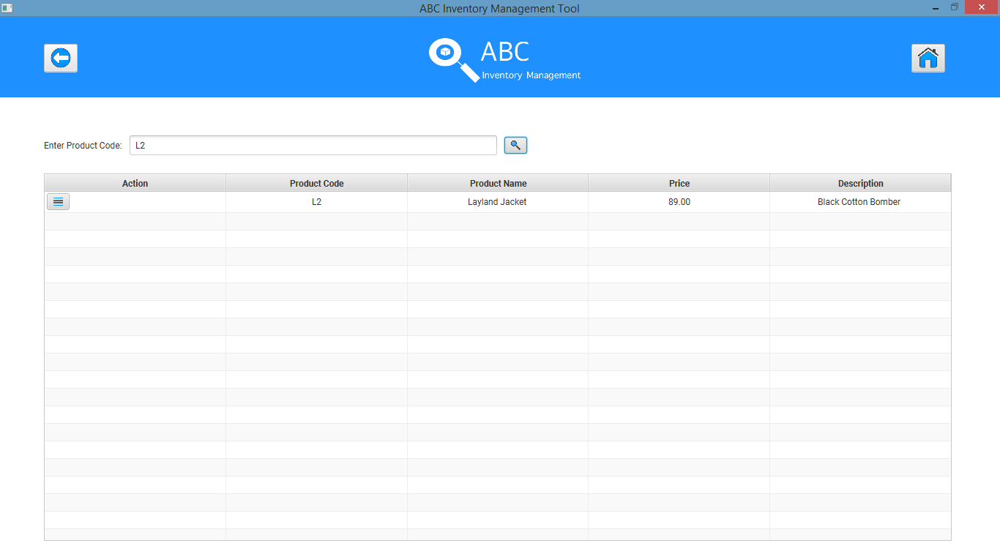 ABC Inventory Management Tool
ABC
Inventory Management
Enter Product Code: L2
Action Product Code Product Name Price Description
L2 Layland Jacket 89.00 Black Cotton Bomber